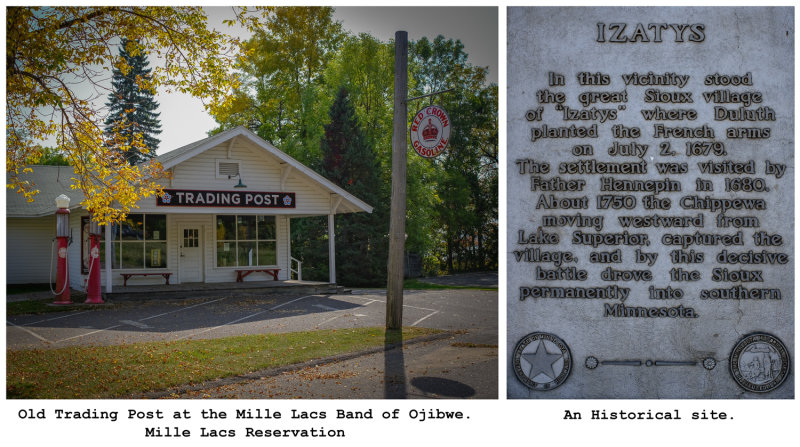 TRADING POST
RED CROWN
GASOLINE
IZATYS
In this vicinity stood
the great Sioux village
of "Izatys" where Duluth
planted the French arms
on July 2, 1679.
The settlement was visited by
Father Hennepin in 1680.
About 1750 the Chippewa
moving westward from
Lake Superior, captured the
village, and by this decisive
battle drove the Sioux
permanently into southern
Minnesota.
Old Trading Post at the Mille Lacs Band of Ojibwe.
Mille Lacs Reservation
An Historical site.